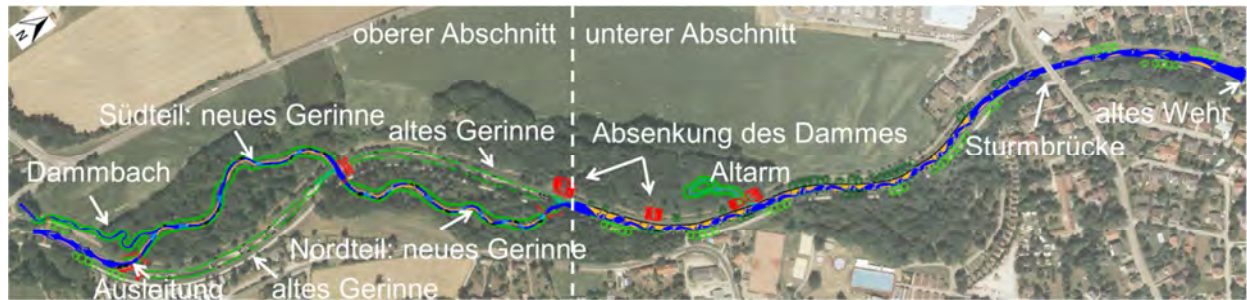 oberer Abschnitt
unterer Abschnitt
Südteil: neues Gerinne
altes Gerinne
Absenkung des Dammes
altes Wehr
Sturmbrücke
Dammbach
Altarm
Nordteil: neues Gerinne
Ausleitung
altes Gerinne
N